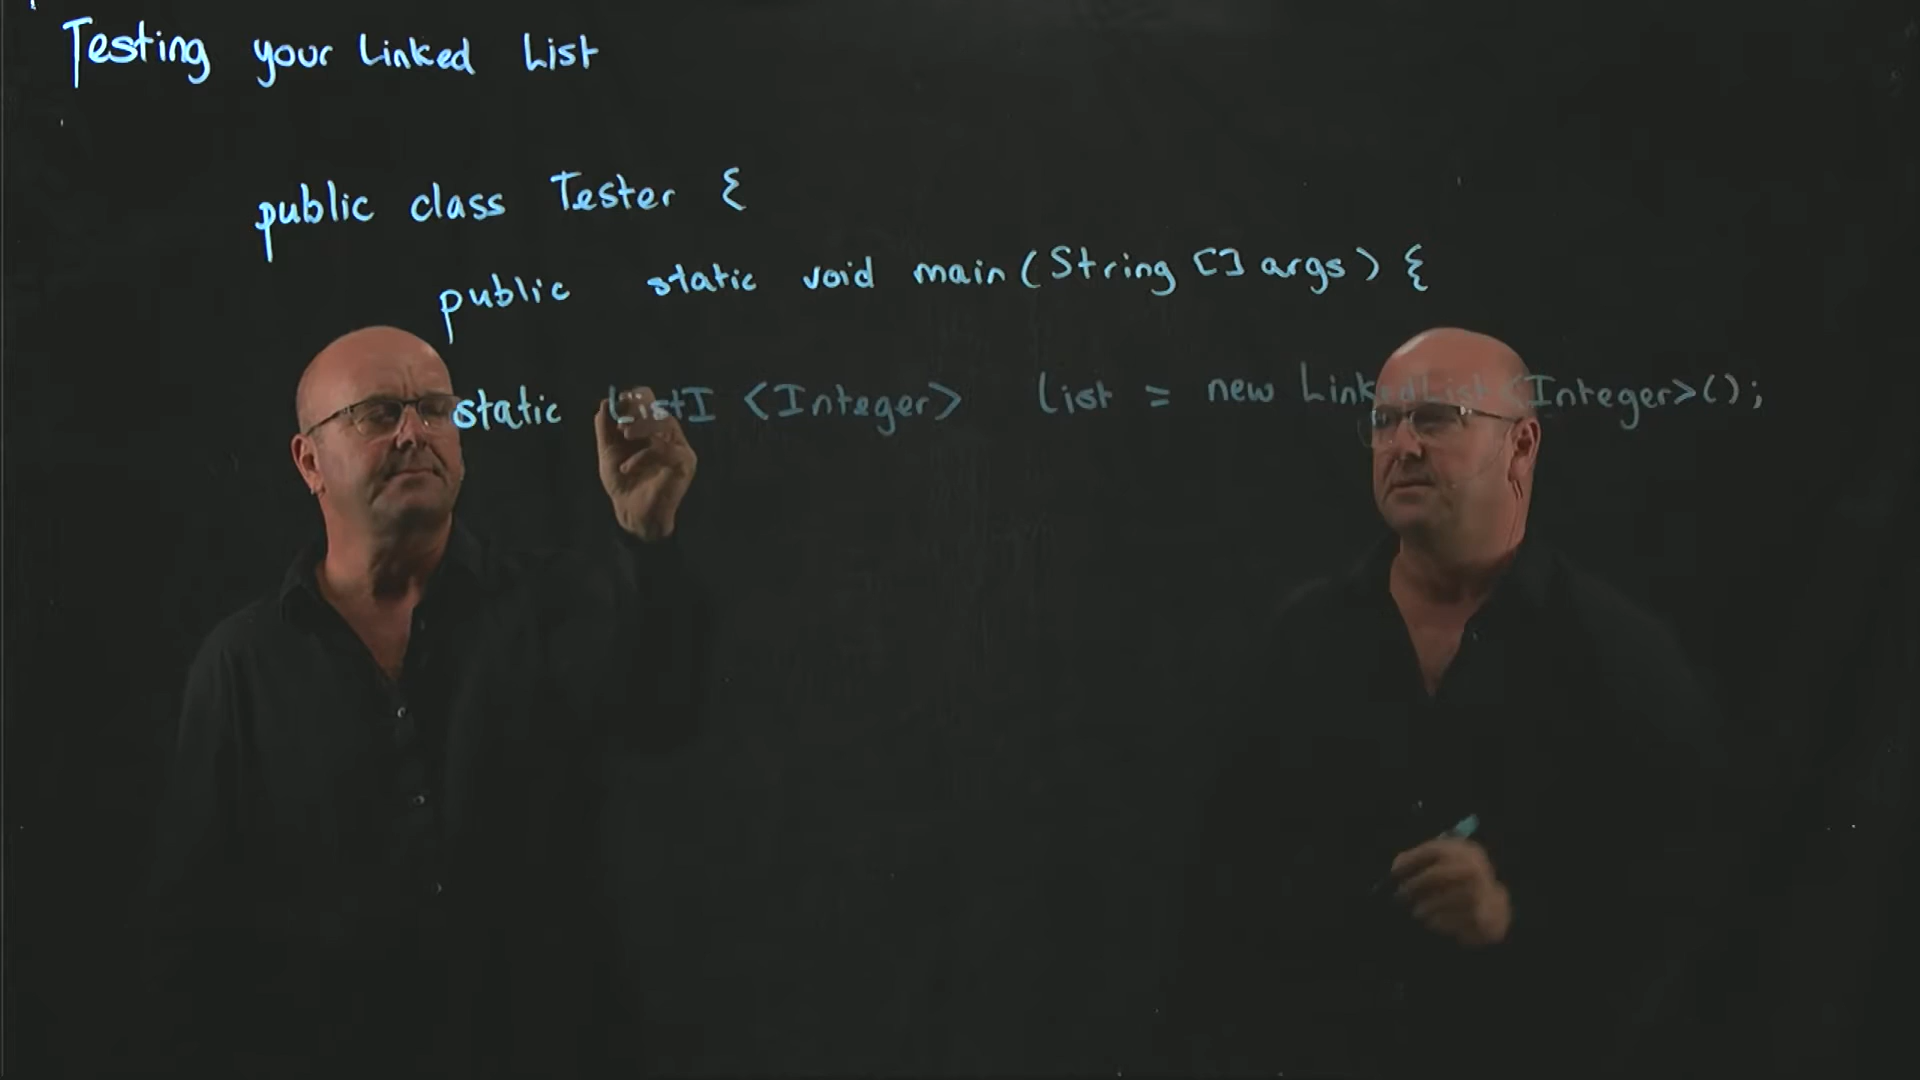 Testing your Linked List
public class Tester {
public static void main (String [] args) {
static ListI <Integer> list = new LinkedList<Integer>();